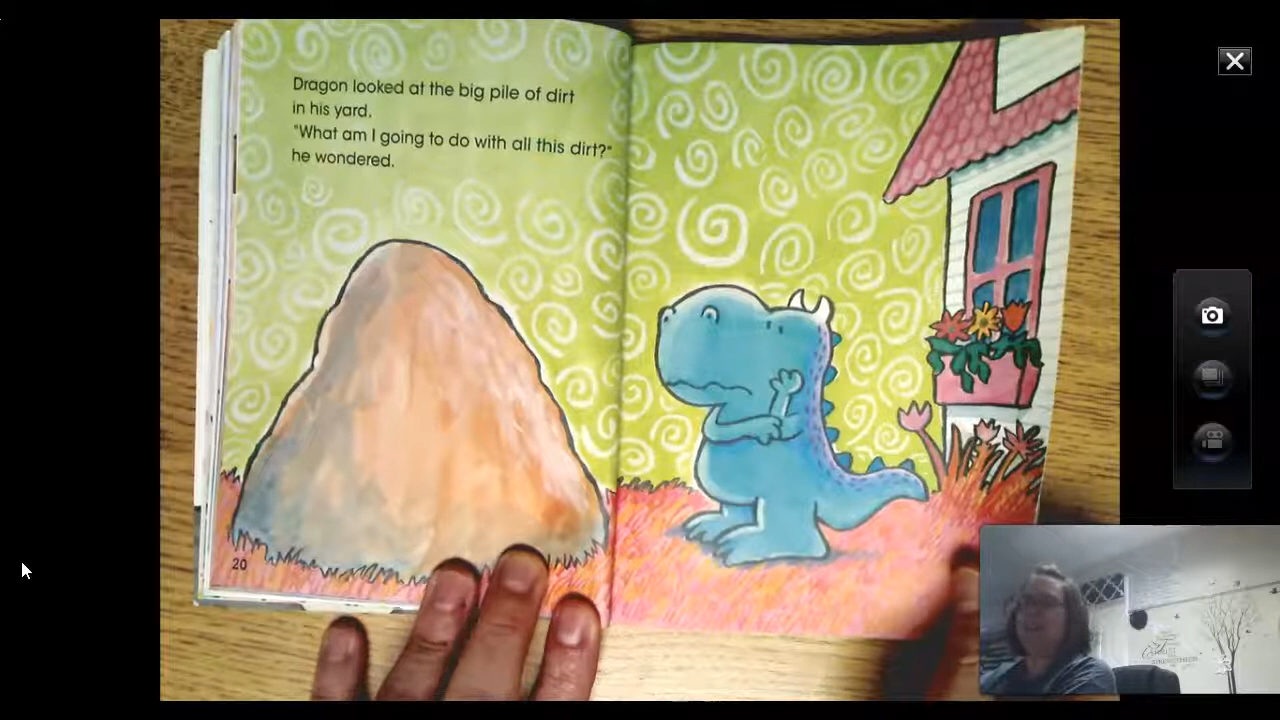 Dragon looked at the big pile of dirt
in his yard.
"What am I going to do with all this dirt?"
he wondered.
20